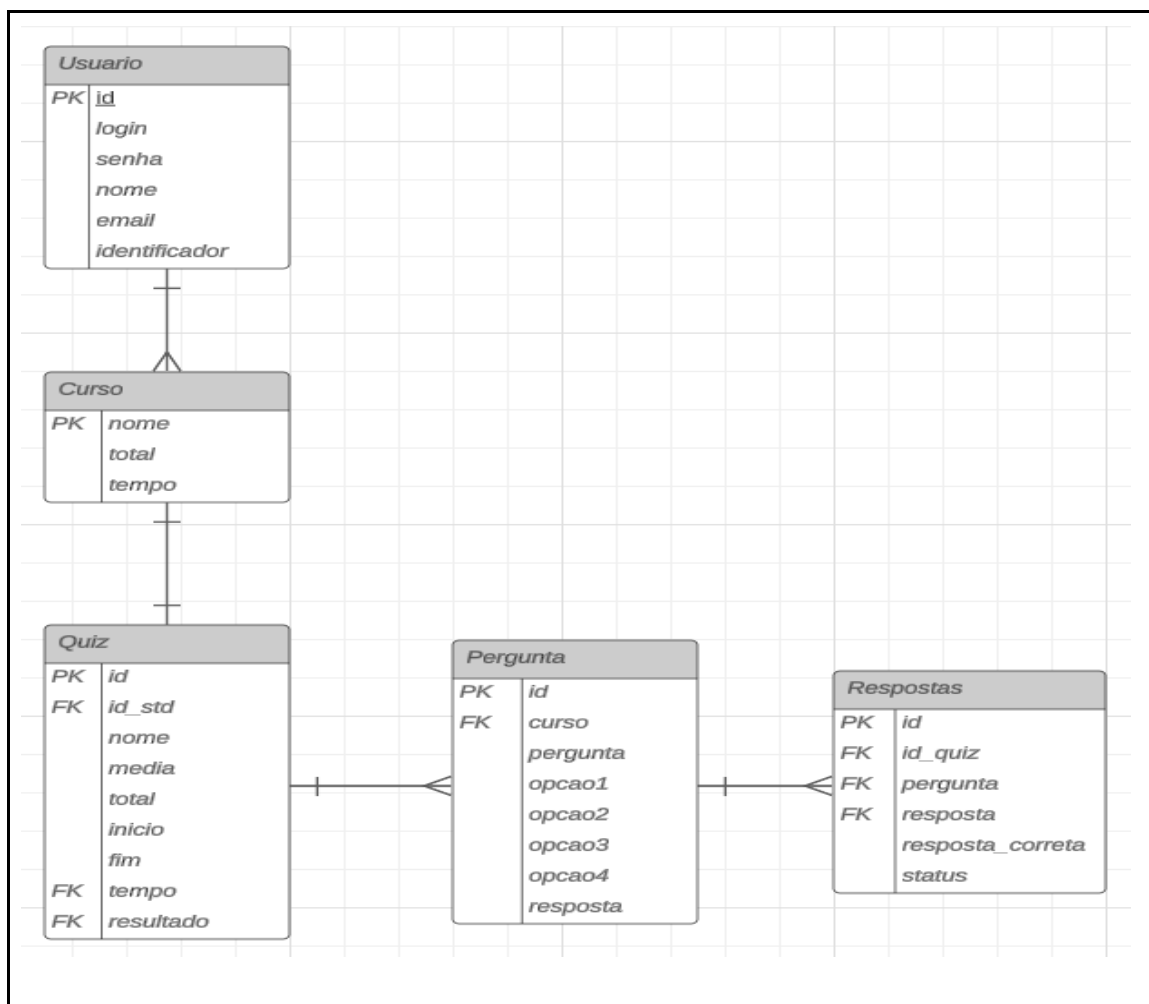 Usuario
PK id
login
senha
nome
email
identificador
Curso
PK nome
total
tempo
Quiz
PK id
FK id_std
nome
media
total
inicio
fim
FK tempo
FK resultado
Pergunta
PK id
FK curso
pergunta
opcao1
opcao2
opcao3
opcao4
resposta
Respostas
PK id
FK id_quiz
FK pergunta
FK resposta
resposta_correta
status